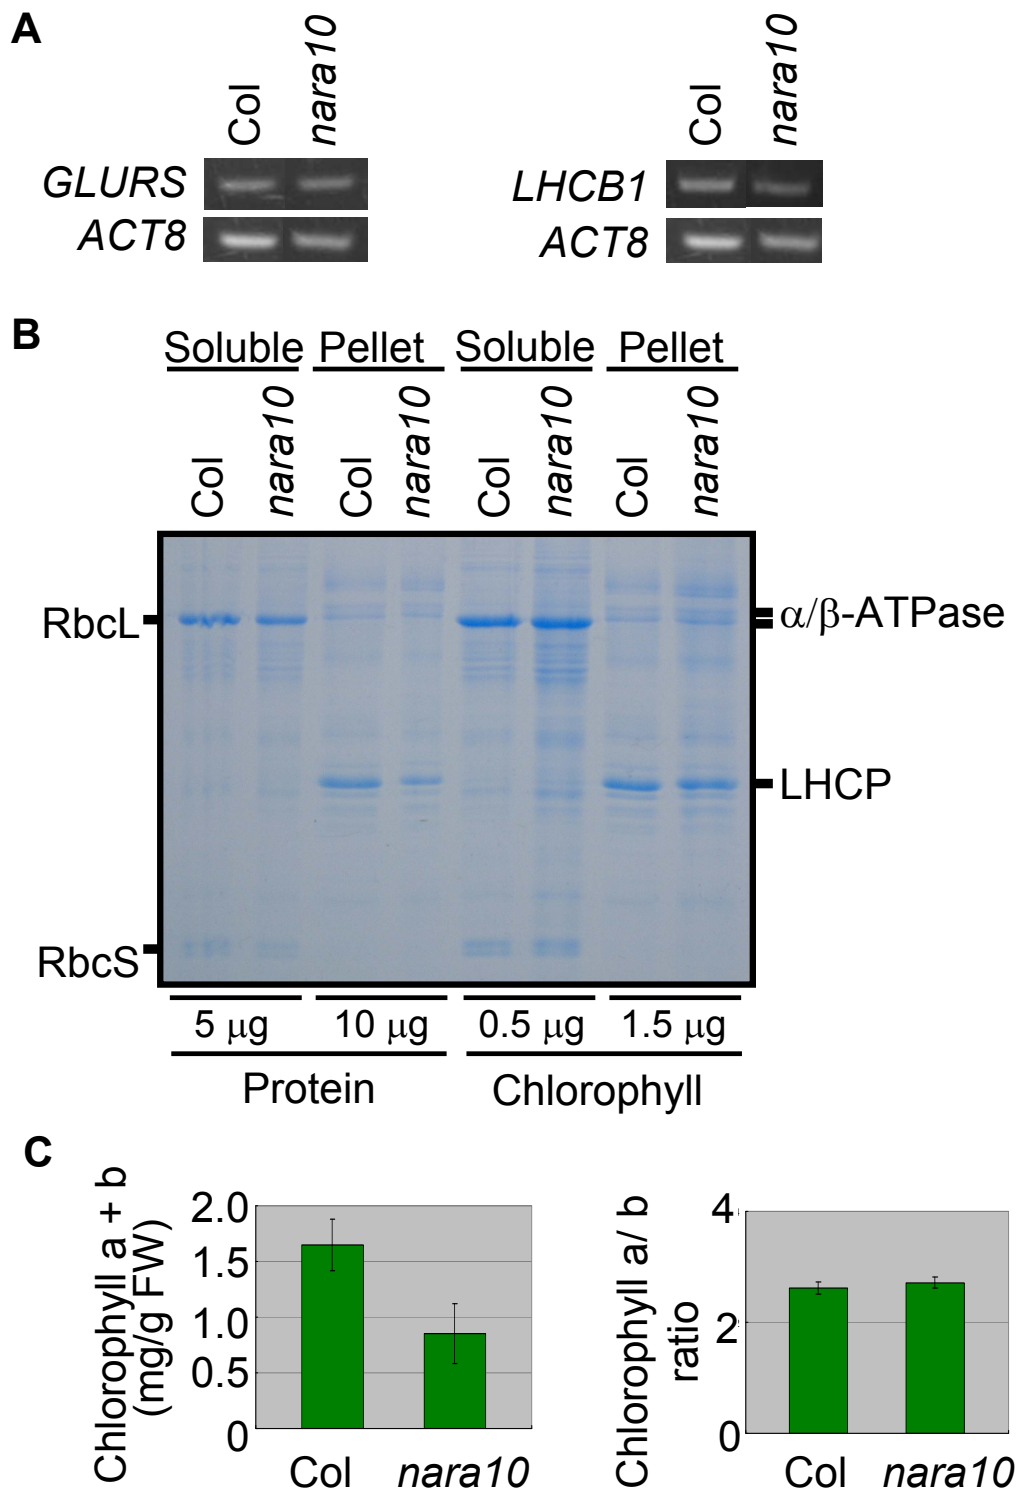 A
Col nara10
GLURS
ACT8
Col nara10
LHCB1
ACT8
B
Soluble Pellet Soluble Pellet
Col nara10 Col nara10 Col nara10 Col nara10
RbcL
RbcS
α/β-ATPase
LHCP
5 μg 10 μg 0.5 μg 1.5 μg
Protein Chlorophyll
C
Chlorophyll a + b
(mg/g FW)
2.0
1.5
1.0
0.5
0
Col nara10
Chlorophyll a/ b
ratio
4
2
0
Col nara10